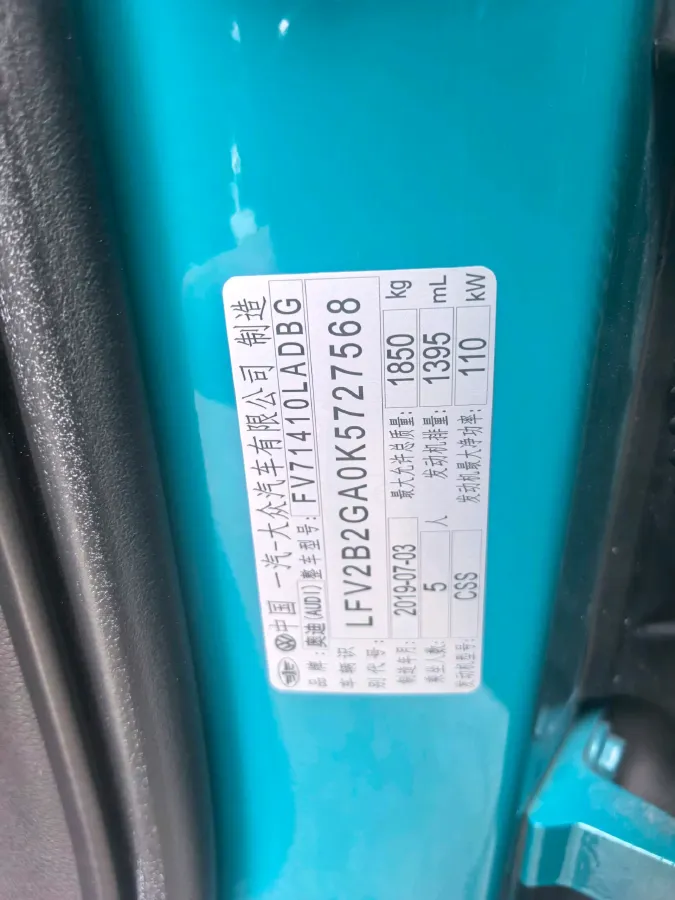 中国 一汽-大众汽车有限公司 制造
品牌: 奥迪(AUDI) 整车型号: FV71410LADBG
车辆识别代号: LFV2B2GA0K5727568
制造年月: 2019-07-03 最大允许总质量: 1850 kg
乘坐人数: 5 人 发动机排量: 1395 mL
发动机型号: CSS 发动机最大净功率: 110 kW